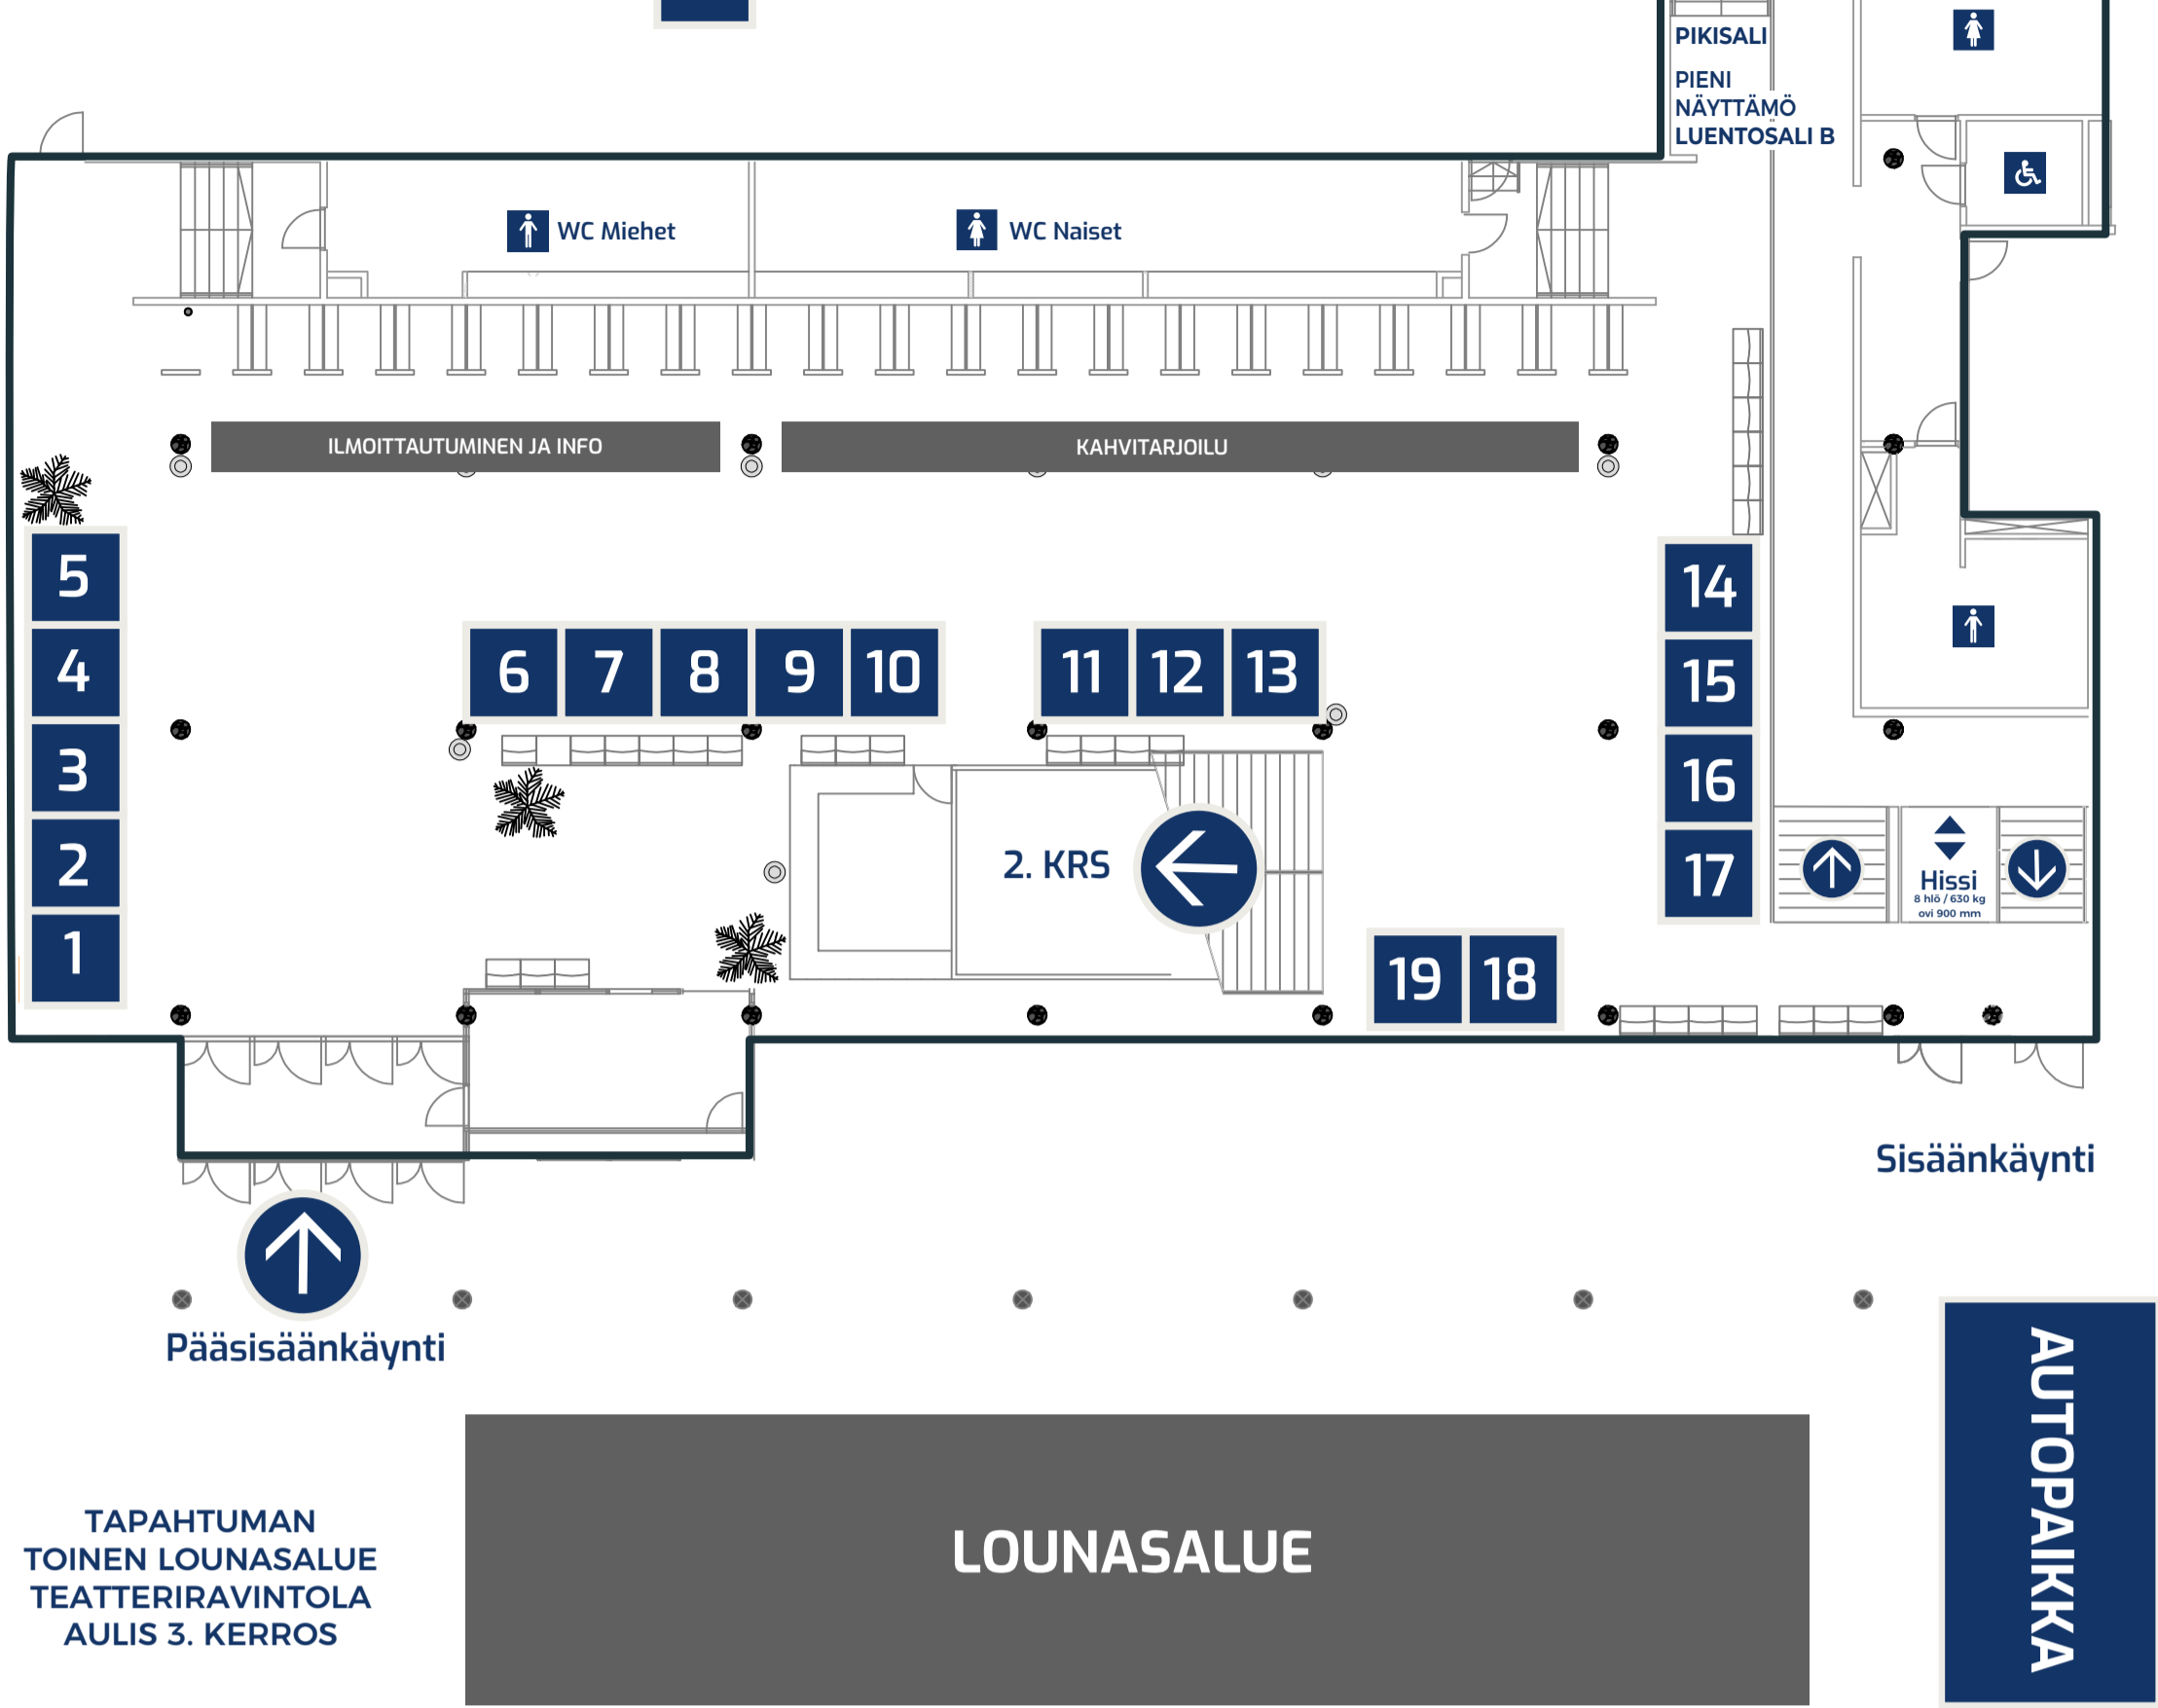 PIKISALI
PIENI
NÄYTTÄMÖ
LUENTOSALI B
WC Miehet
WC Naiset
ILMOITTAUTUMINEN JA INFO
KAHVITARJOILU
5
4
3
2
1
6
7
8
9
10
11
12
13
14
15
16
17
2. KRS
Hissi
8 hlö / 630 kg
ovi 900 mm
19
18
Sisäänkäynti
Pääsisäänkäynti
LOUNASALUE
AUTOPAIKKA
TAPAHTUMAN
TOINEN LOUNASALUE
TEATTERIRAVINTOLA
AULIS 3. KERROS